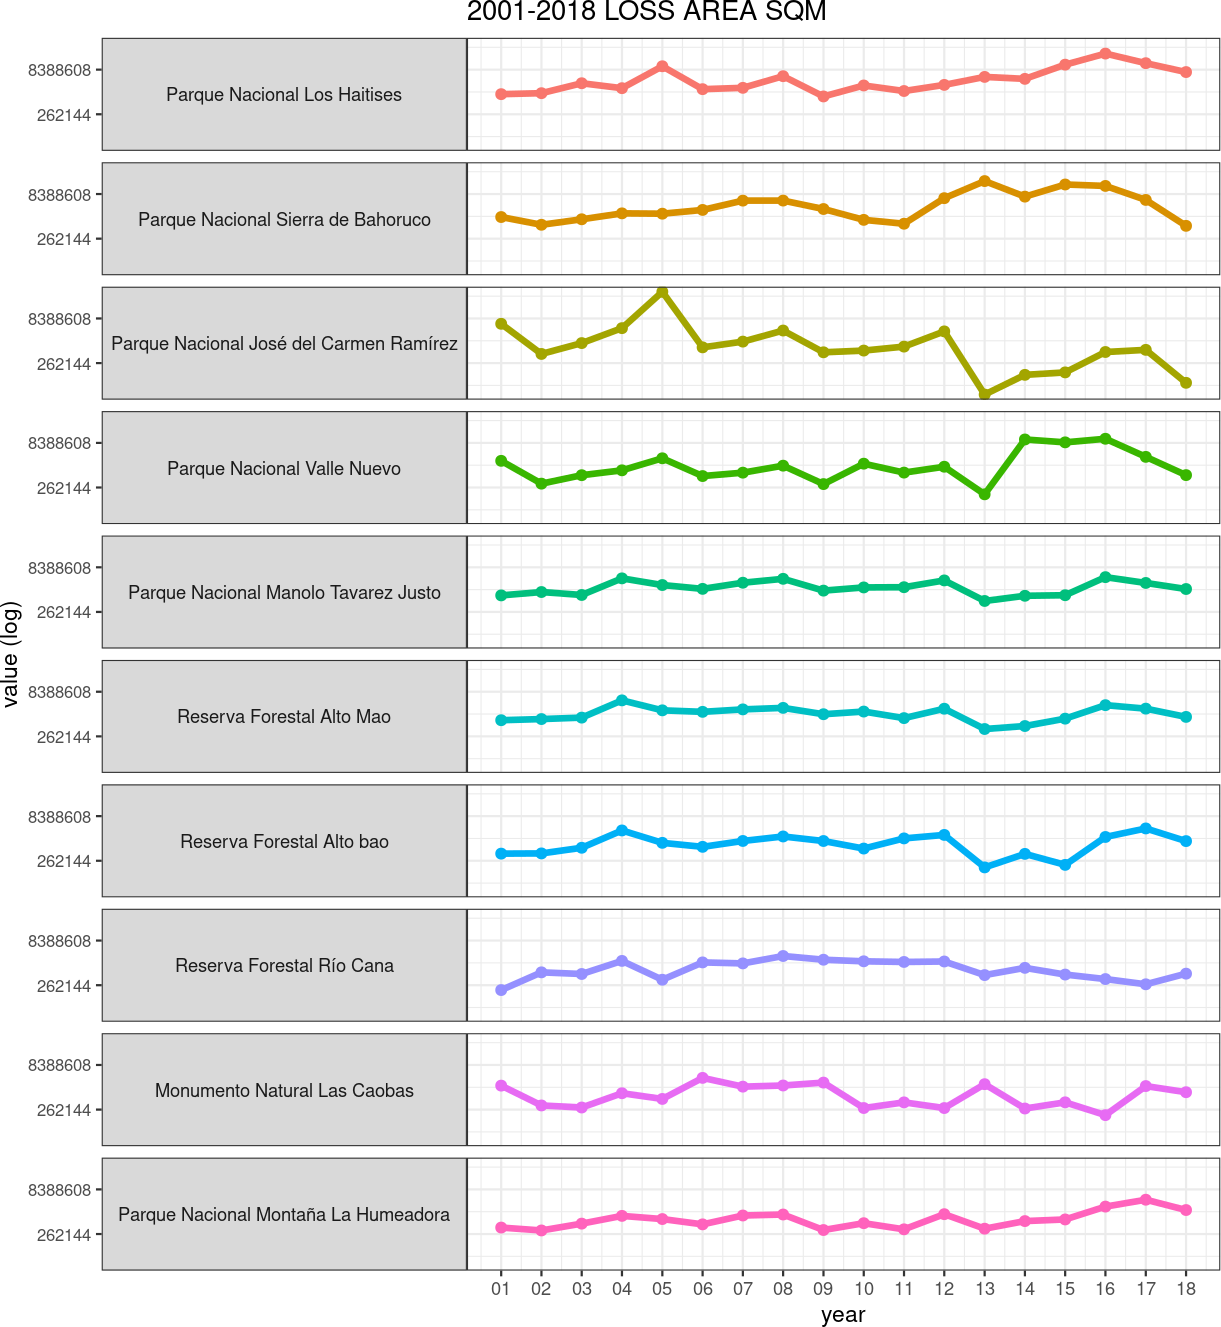 2001-2018 LOSS AREA SQM
8388608
262144
Parque Nacional Los Haitises
8388608
262144
Parque Nacional Sierra de Bahoruco
8388608
262144
Parque Nacional José del Carmen Ramírez
8388608
262144
Parque Nacional Valle Nuevo
8388608
262144
Parque Nacional Manolo Tavarez Justo
value (log)
8388608
262144
Reserva Forestal Alto Mao
8388608
262144
Reserva Forestal Alto bao
8388608
262144
Reserva Forestal Río Cana
8388608
262144
Monumento Natural Las Caobas
8388608
262144
Parque Nacional Montaña La Humeadora
01 02 03 04 05 06 07 08 09 10 11 12 13 14 15 16 17 18
year